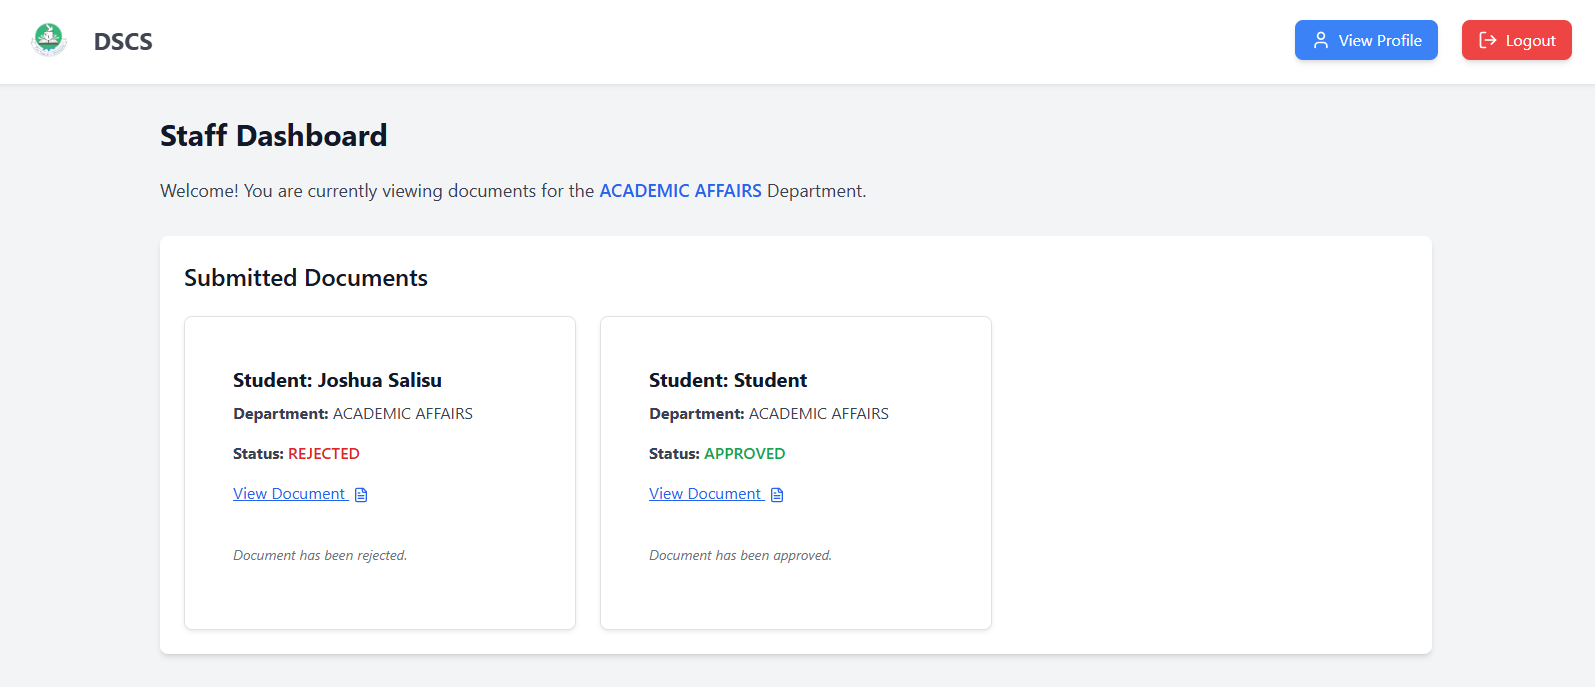 DSCS
View Profile
Logout
Staff Dashboard
Welcome! You are currently viewing documents for the ACADEMIC AFFAIRS Department.
Submitted Documents
Student: Joshua Salisu
Department: ACADEMIC AFFAIRS
Status: REJECTED
View Document
Document has been rejected.
Student: Student
Department: ACADEMIC AFFAIRS
Status: APPROVED
View Document
Document has been approved.